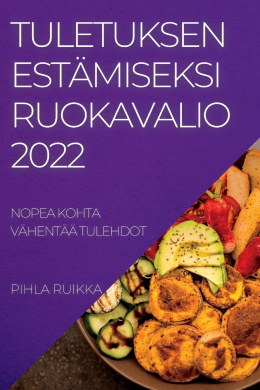 TULETUKSEN
ESTÄMISEKSI
RUOKAVALIO
2022
NOPEA KOHTA
VÄHENTÄÄ TULEHDOT
PIHLA RUIKKA